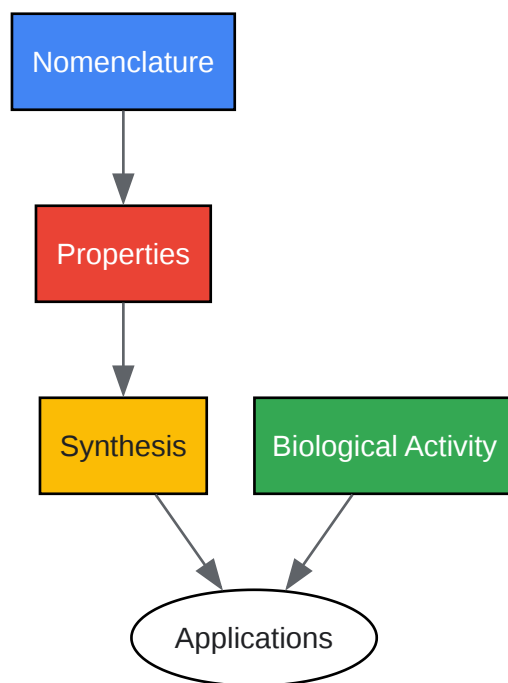 Nomenclature
Properties
Synthesis
Biological Activity
Applications